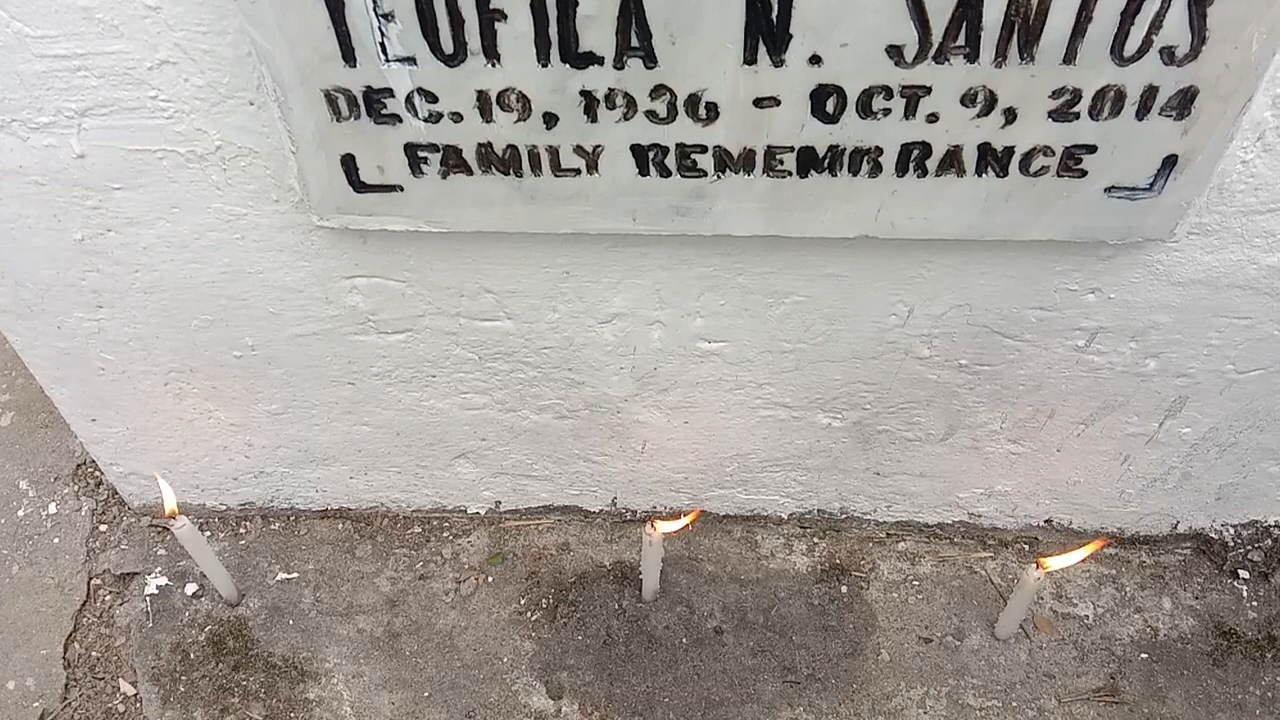 TEOFILA N. SANTOS
DEC. 19, 1936 - OCT. 9, 2014
FAMILY REMEMBRANCE